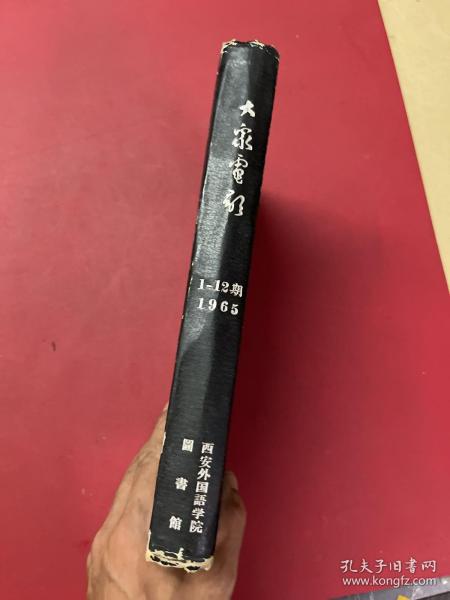 大眾電影
1-12期
1965
西安外国語学院
圖書館
孔夫子旧书网
www.kongfz.com